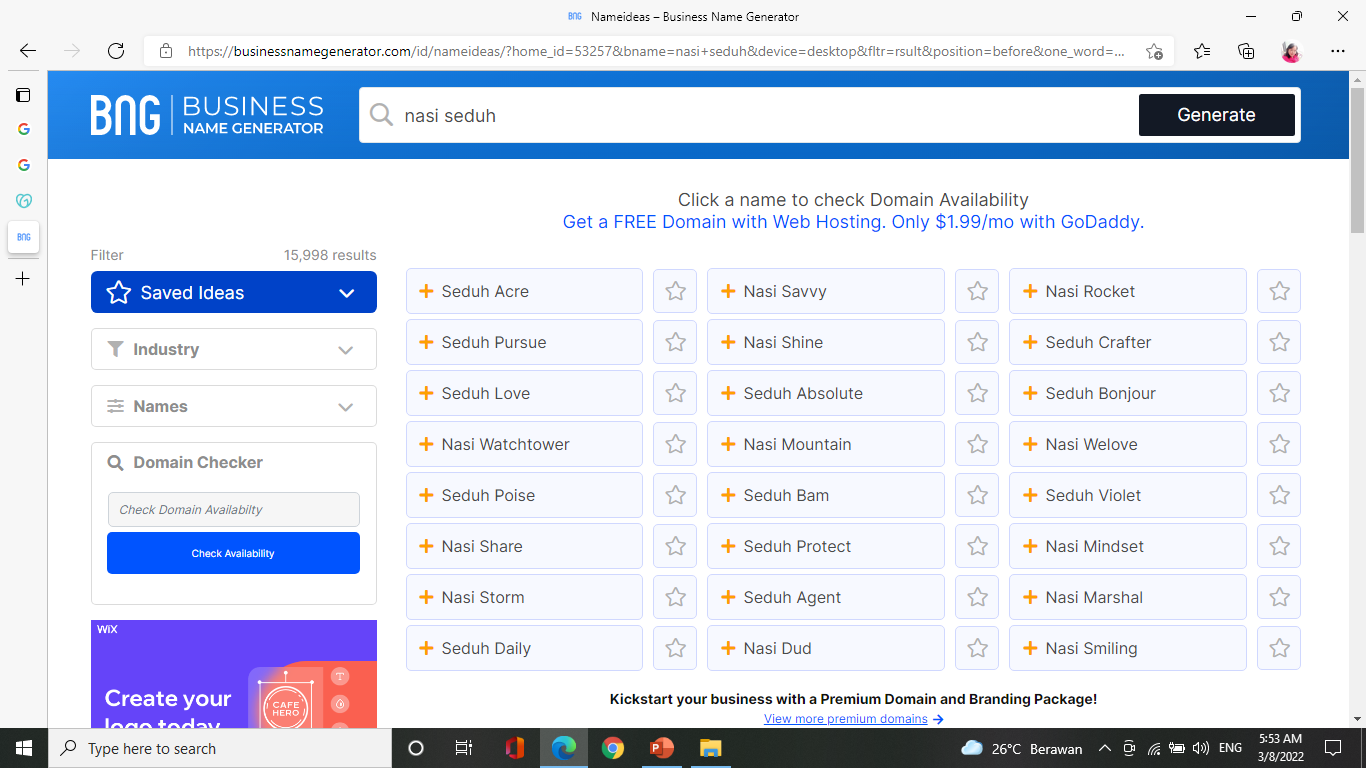 BNG Nameideas – Business Name Generator
https://businessnamegenerator.com/id/nameideas/?home_id=53257&bname=nasi+seduh&device=desktop&fltr=rsult&position=before&one_word=...
BNG
BNG BUSINESS
NAME GENERATOR
nasi seduh
Generate
Click a name to check Domain Availability
Get a FREE Domain with Web Hosting. Only $1.99/mo with GoDaddy.
Filter 15,998 results
Saved Ideas
Industry
Names
Domain Checker
Check Domain Availabilty
Check Availability
WiX
Create your
logo today
CAFE
HERO
T
Seduh Acre Nasi Savvy Nasi Rocket
Seduh Pursue Nasi Shine Seduh Crafter
Seduh Love Seduh Absolute Seduh Bonjour
Nasi Watchtower Nasi Mountain Nasi Welove
Seduh Poise Seduh Bam Seduh Violet
Nasi Share Seduh Protect Nasi Mindset
Nasi Storm Seduh Agent Nasi Marshal
Seduh Daily Nasi Dud Nasi Smiling
Kickstart your business with a Premium Domain and Branding Package!
View more premium domains
Type here to search
26°C Berawan
ENG
5:53 AM
3/8/2022